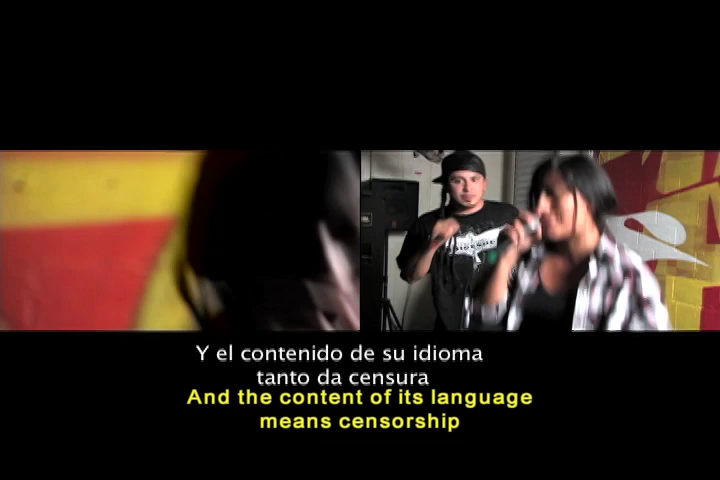 Y el contenido de su idioma
tanto da censura
And the content of its language
means censorship